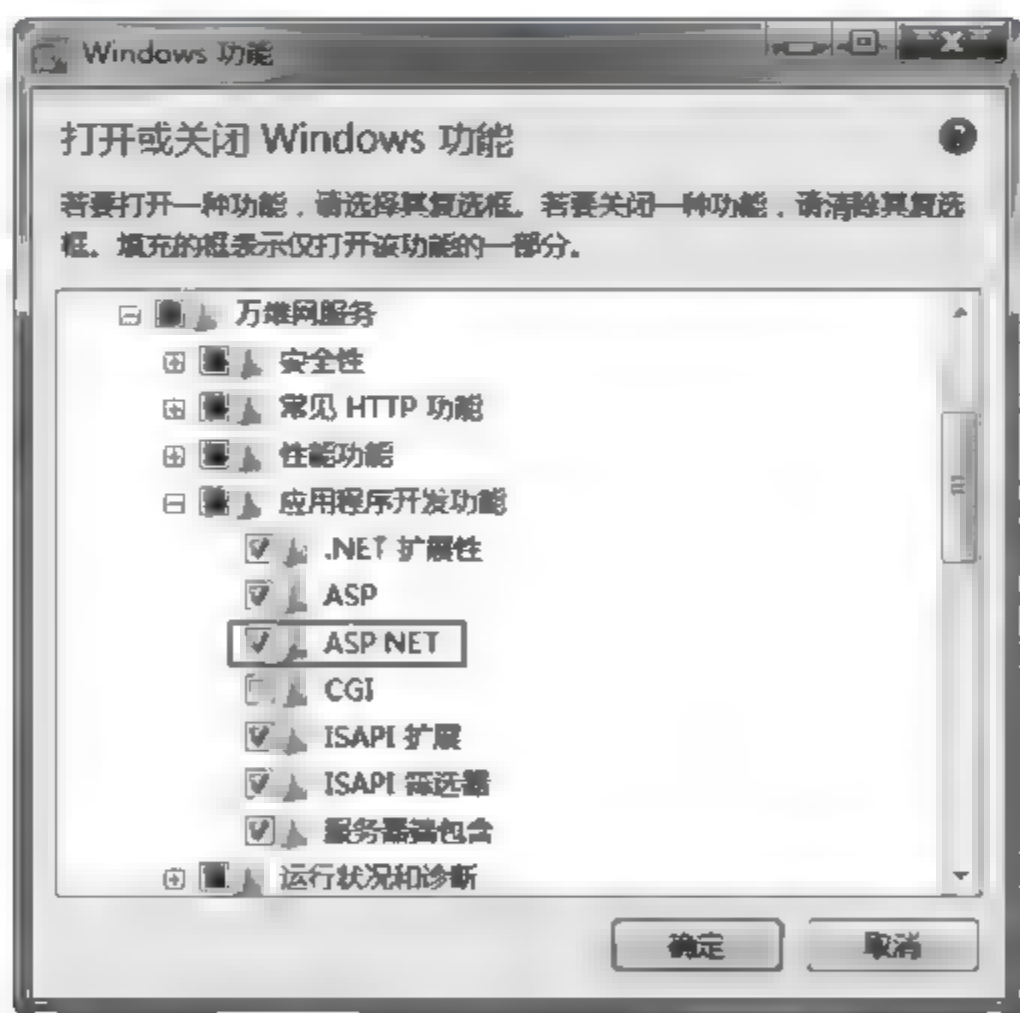 Windows 功能
打开或关闭 Windows 功能
若要打开一种功能，请选择其复选框。若要关闭一种功能，请清除其复选
框。填充的框表示仅打开该功能的一部分。
万维网服务
安全性
常见 HTTP 功能
性能功能
应用程序开发功能
.NET 扩展性
ASP
ASP NET
CGI
ISAPI 扩展
ISAPI 筛选器
服务器端包含
运行状况和诊断
确定 取消